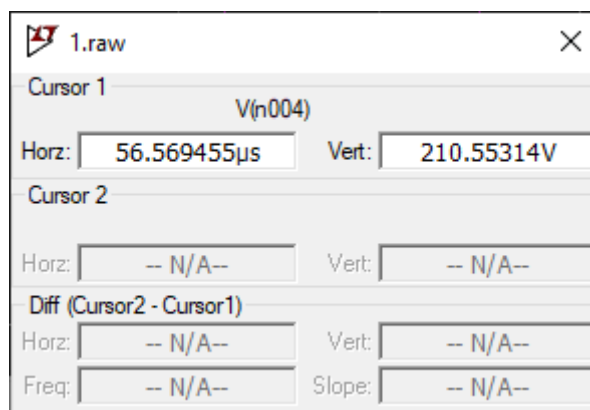 1.raw
Cursor 1
V(n004)
Horz: 56.569455µs Vert: 210.55314V
Cursor 2
Horz: -- N/A-- Vert: -- N/A--
Diff (Cursor2 - Cursor1)
Horz: -- N/A-- Vert: -- N/A--
Freq: -- N/A-- Slope: -- N/A--